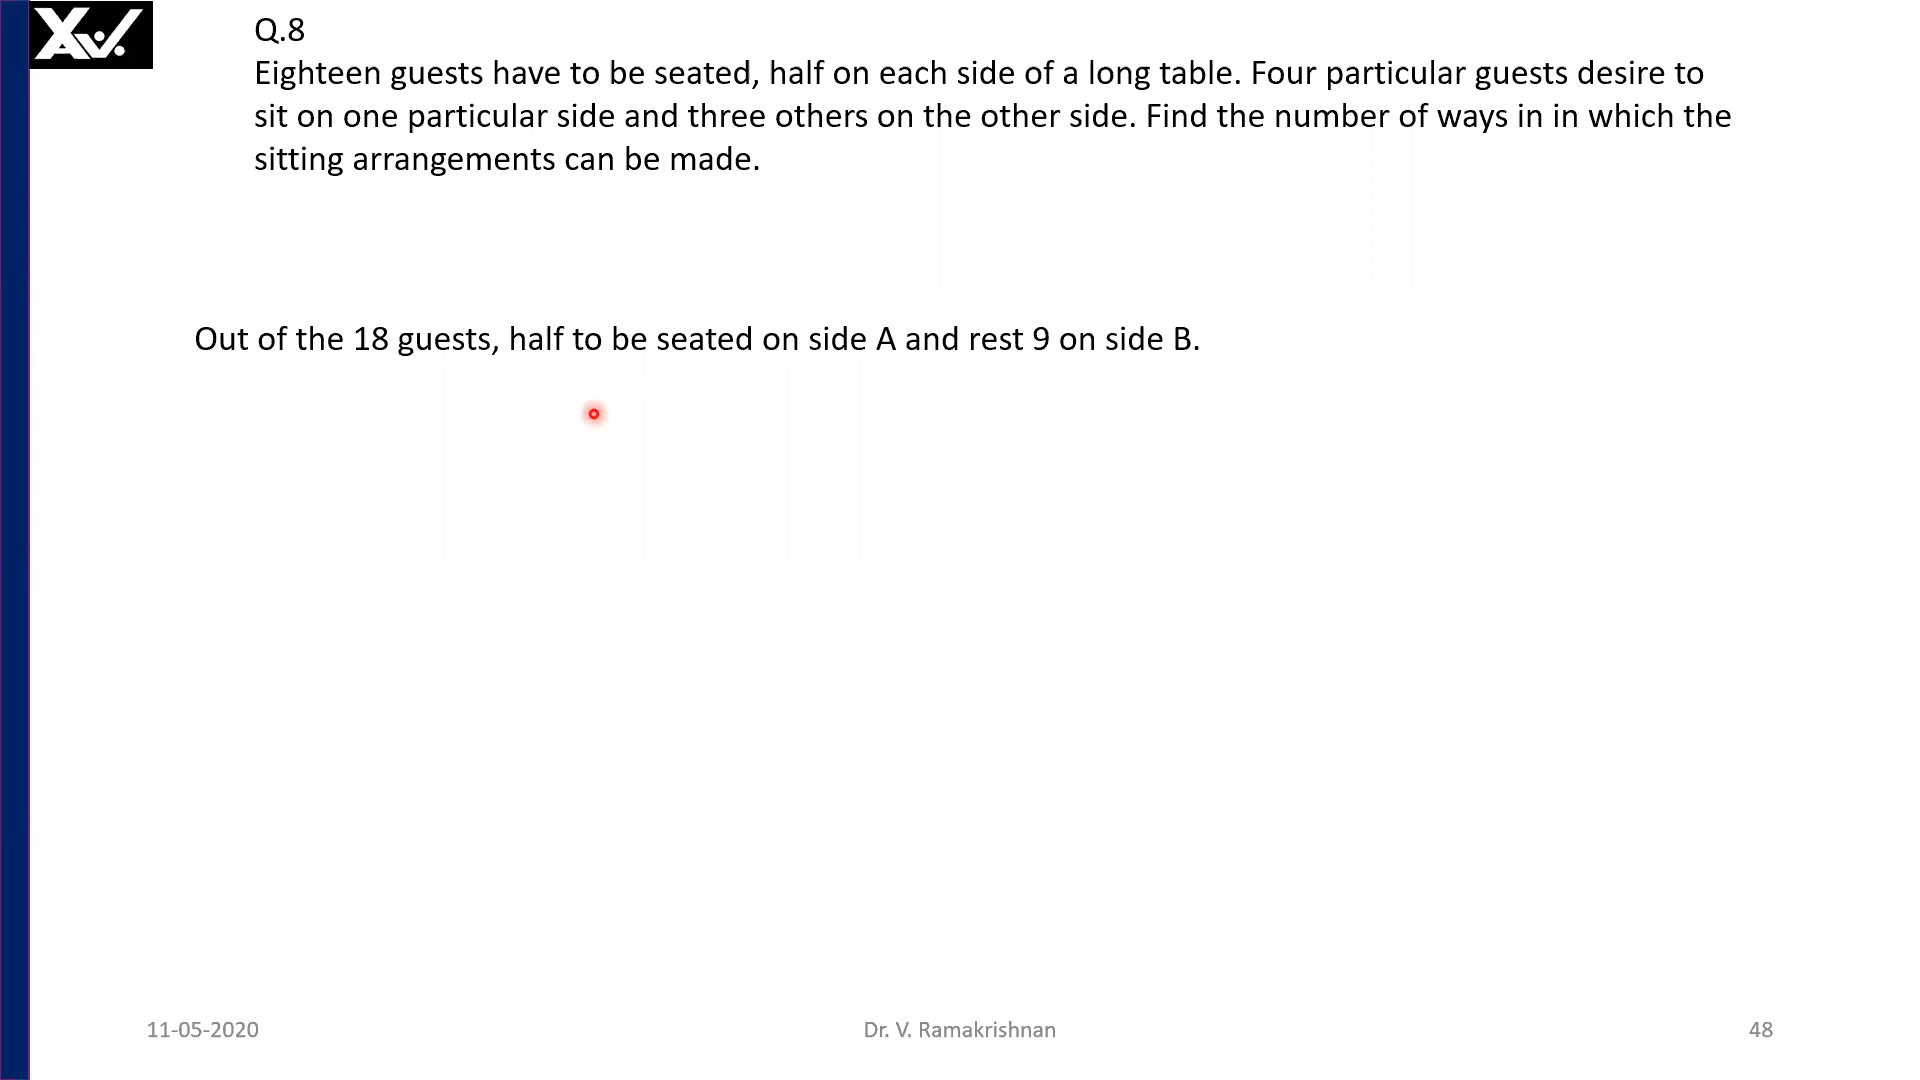 Q.8
Eighteen guests have to be seated, half on each side of a long table. Four particular guests desire to
sit on one particular side and three others on the other side. Find the number of ways in in which the
sitting arrangements can be made.
Out of the 18 guests, half to be seated on side A and rest 9 on side B.
11-05-2020
Dr. V. Ramakrishnan
48